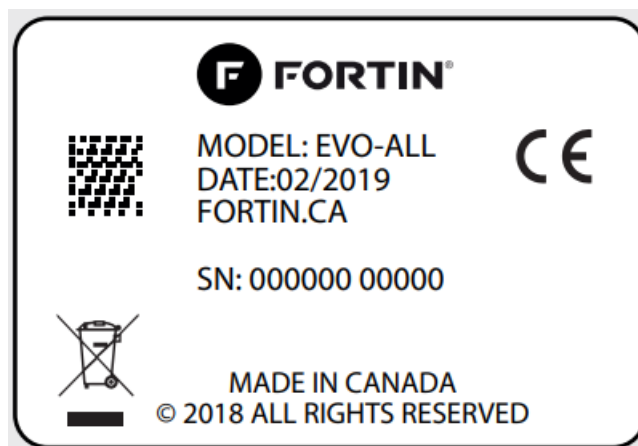 FORTIN®
MODEL: EVO-ALL
DATE:02/2019
FORTIN.CA
CE
SN: 000000 00000
MADE IN CANADA
© 2018 ALL RIGHTS RESERVED